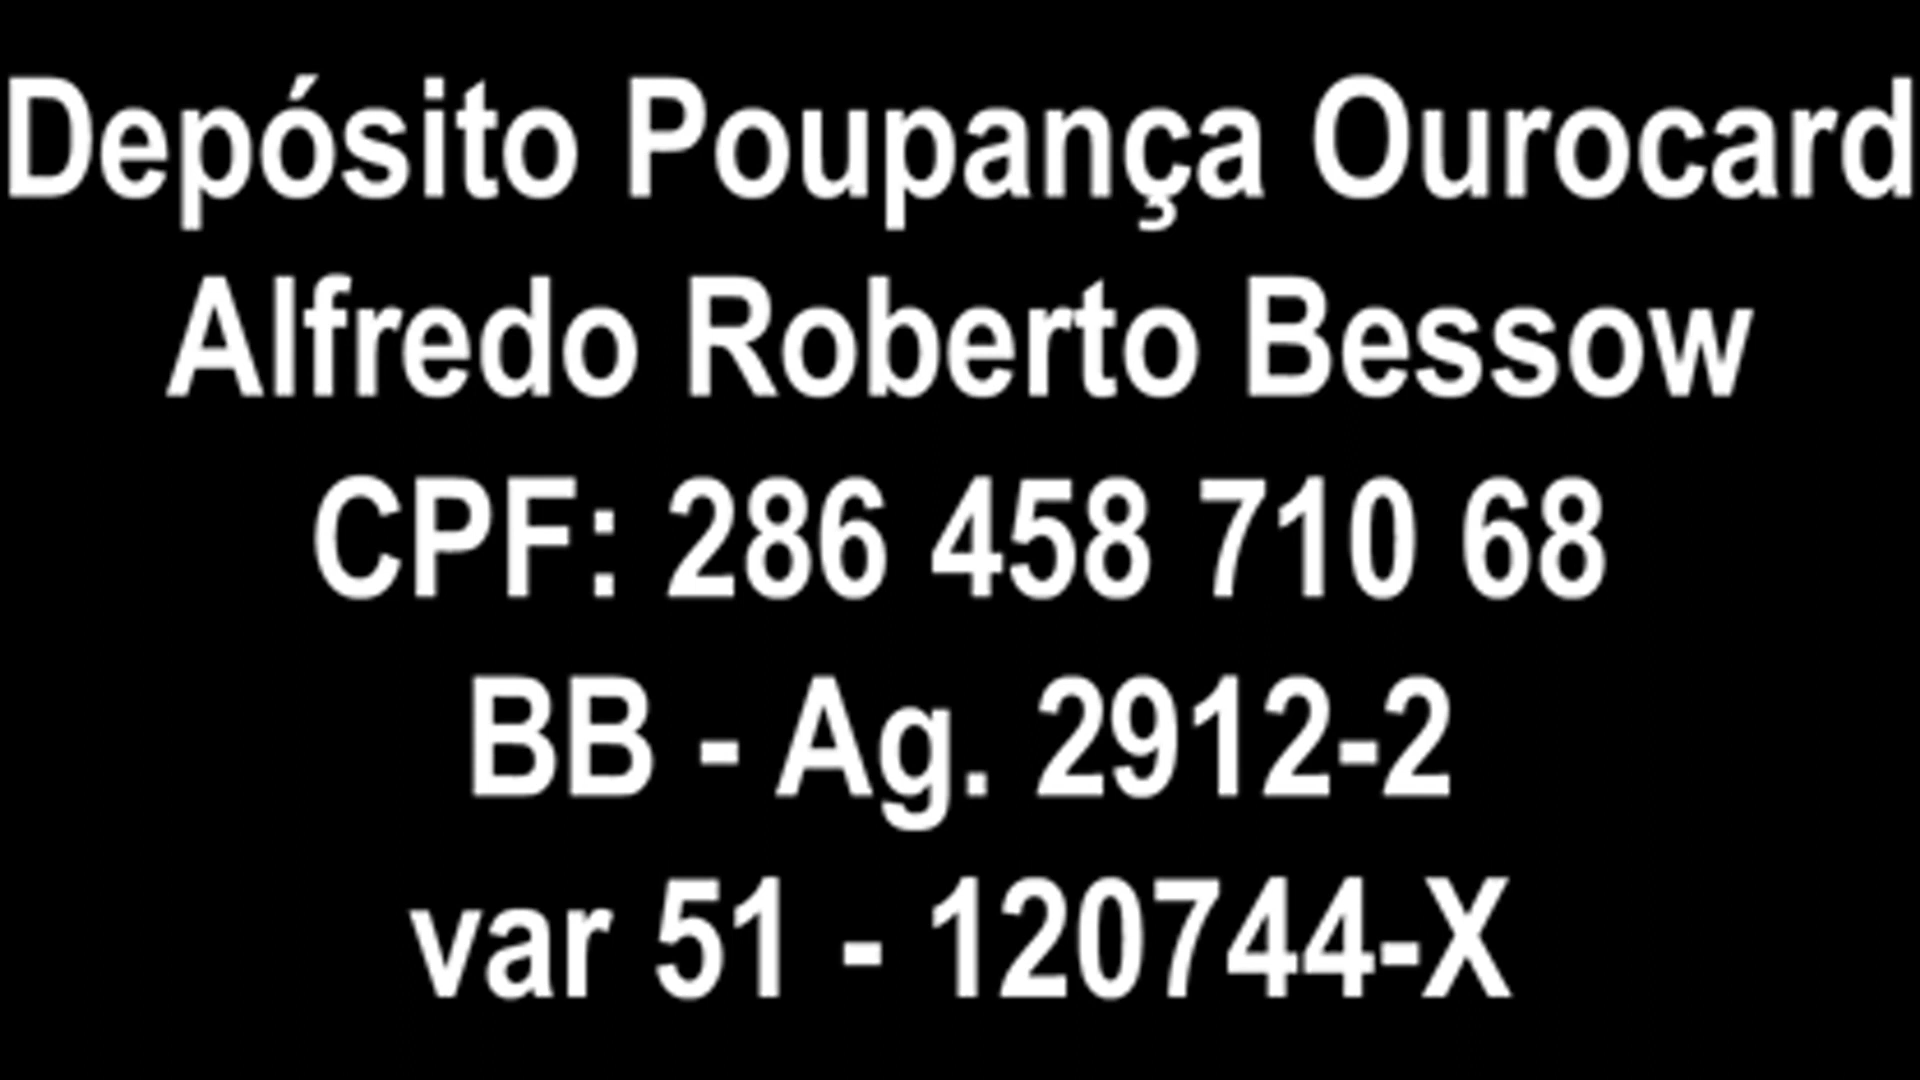 Depósito Poupança Ourocard
Alfredo Roberto Bessow
CPF: 286 458 710 68
BB - Ag. 2912-2
var 51 - 120744-X